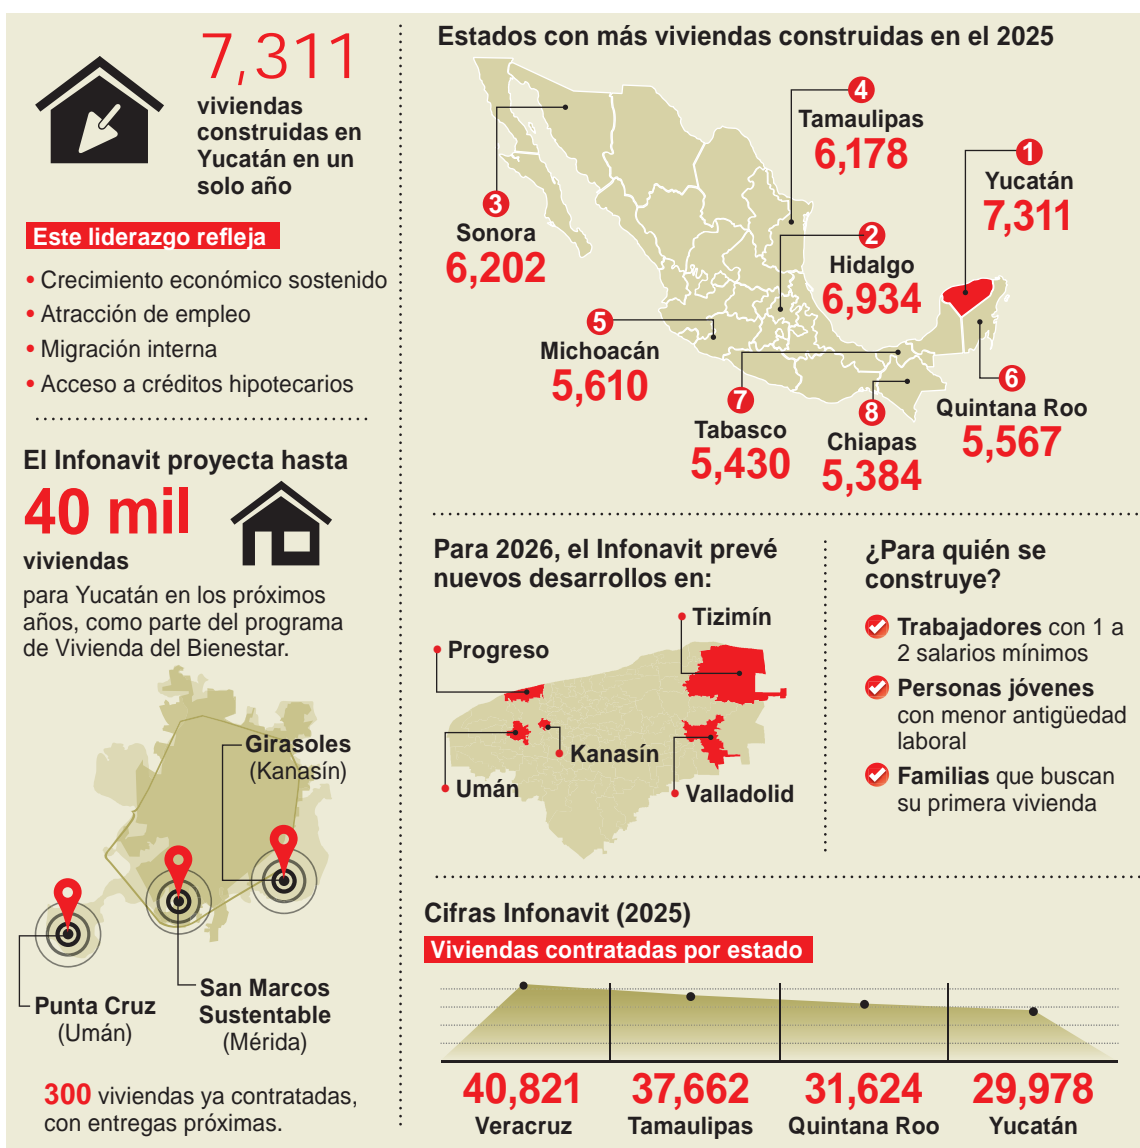 7,311
viviendas
construidas en
Yucatán en un
solo año
Este liderazgo refleja
• Crecimiento económico sostenido
• Atracción de empleo
• Migración interna
• Acceso a créditos hipotecarios
El Infonavit proyecta hasta
40 mil
viviendas
para Yucatán en los próximos
años, como parte del programa
de Vivienda del Bienestar.
Girasoles
(Kanasín)
Punta Cruz
(Umán)
San Marcos
Sustentable
(Mérida)
300 viviendas ya contratadas,
con entregas próximas.
Estados con más viviendas construidas en el 2025
1
Yucatán
7,311
2
Hidalgo
6,934
3
Sonora
6,202
4
Tamaulipas
6,178
5
Michoacán
5,610
6
Quintana Roo
5,567
7
Tabasco
5,430
8
Chiapas
5,384
Para 2026, el Infonavit prevé
nuevos desarrollos en:
Tizimín
Progreso
Kanasín
Umán
Valladolid
¿Para quién se
construye?
Trabajadores con 1 a
2 salarios mínimos
Personas jóvenes
con menor antigüedad
laboral
Familias que buscan
su primera vivienda
Cifras Infonavit (2025)
Viviendas contratadas por estado
40,821
Veracruz
37,662
Tamaulipas
31,624
Quintana Roo
29,978
Yucatán